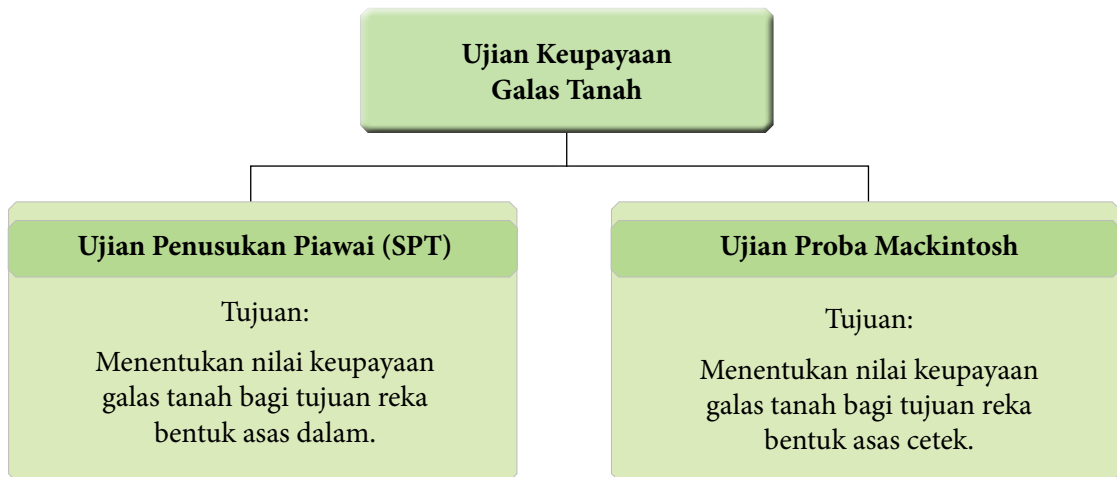 Ujian Keupayaan
Galas Tanah
Ujian Penusukan Piawai (SPT)
Tujuan:
Menentukan nilai keupayaan
galas tanah bagi tujuan reka
bentuk asas dalam.
Ujian Proba Mackintosh
Tujuan:
Menentukan nilai keupayaan
galas tanah bagi tujuan reka
bentuk asas cetek.